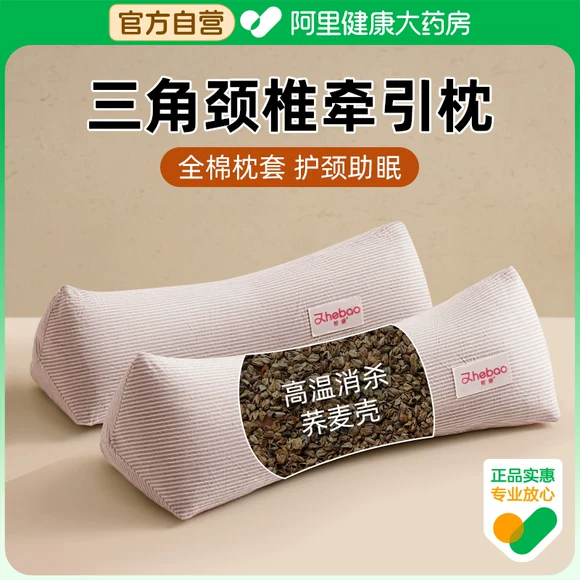 官方自营 阿里健康大药房
三角颈椎牵引枕
全棉枕套 护颈助眠
Zhebao
Zhebao
高温消杀
荞麦壳
正品实惠
专业放心